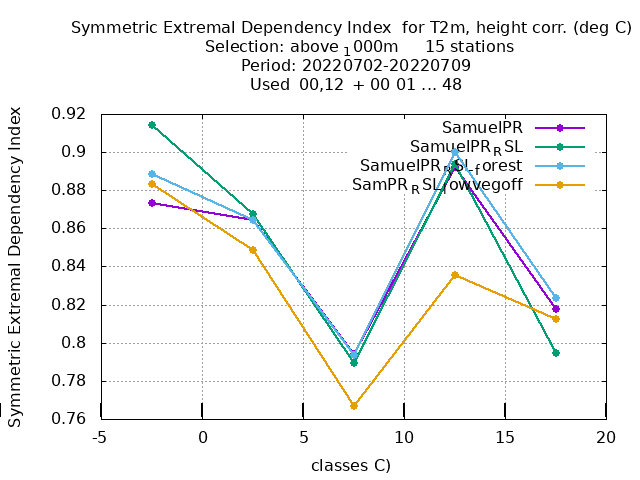 Symmetric Extremal Dependency Index  for T2m, height corr. (deg C)
Selection: above 1000m     15 stations
Period: 20220702-20220709
Used  00,12  + 00 01 ... 48
Symmetric Extremal Dependency Index
0.92
0.9
0.88
0.86
0.84
0.82
0.8
0.78
0.76
SamuelPR
SamuelPRRSL
SamuelPRRSLforest
SamPRRSLfowvegoff
-5
0
5
10
15
20
classes C)